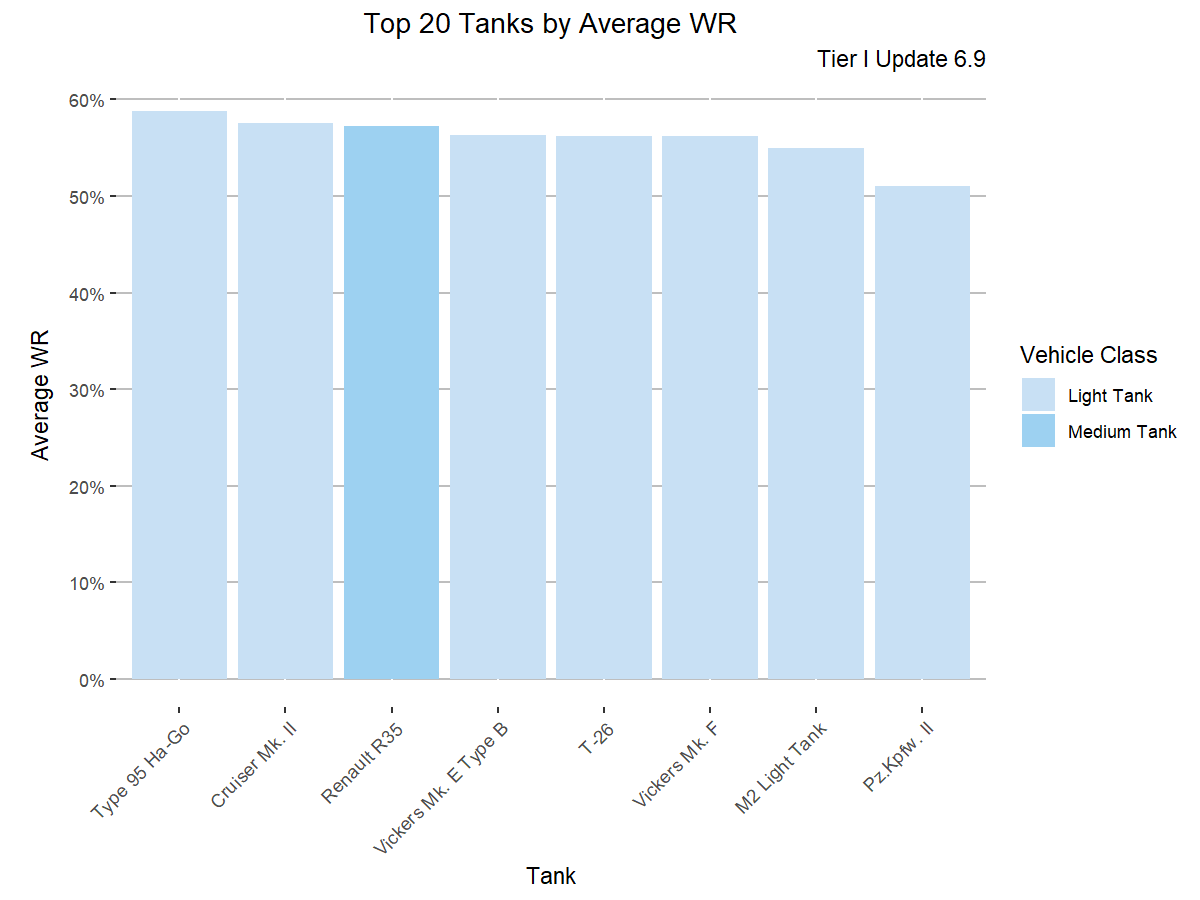 Top 20 Tanks by Average WR
Tier I Update 6.9
60%
50%
40%
30%
20%
10%
0%
Average WR
Type 95 Ha-Go
Cruiser Mk. II
Renault R35
Vickers Mk. E Type B
T-26
Vickers Mk. F
M2 Light Tank
Pz.Kpfw. II
Tank
Vehicle Class
Light Tank
Medium Tank